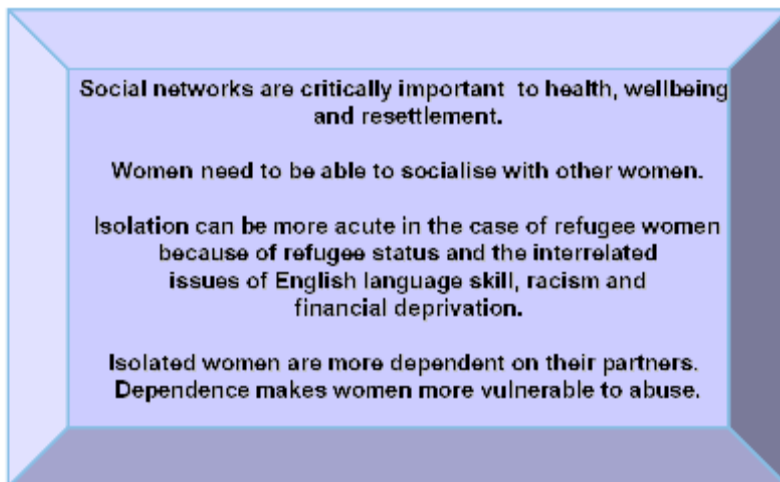 Social networks are critically important to health, wellbeing
and resettlement.
Women need to be able to socialise with other women.
Isolation can be more acute in the case of refugee women
because of refugee status and the interrelated
issues of English language skill, racism and
financial deprivation.
Isolated women are more dependent on their partners.
Dependence makes women more vulnerable to abuse.